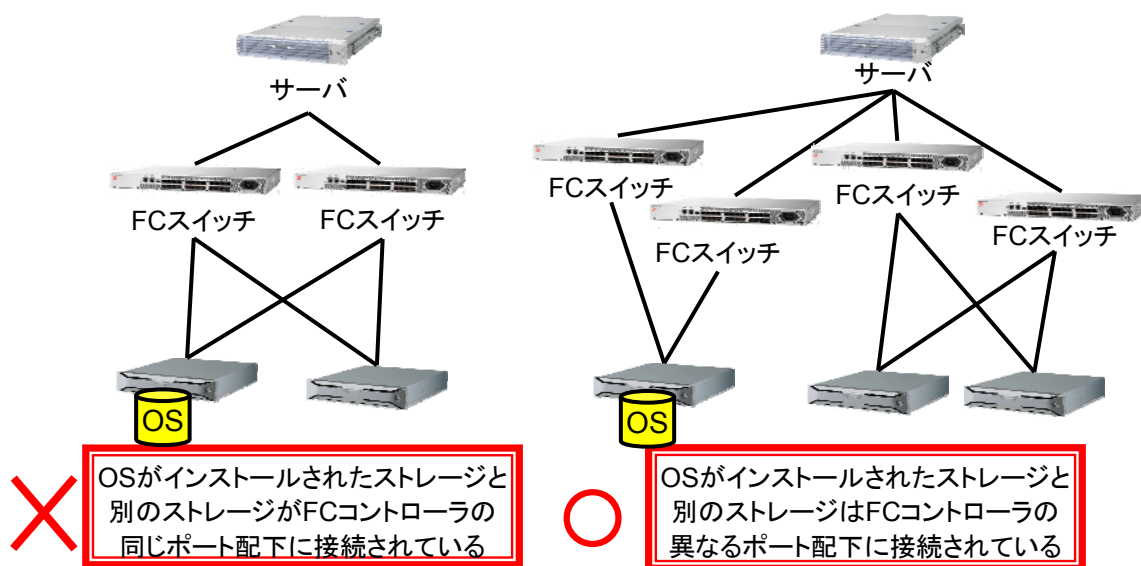 サーバ
サーバ
FCスイッチ
FCスイッチ
FCスイッチ
FCスイッチ
FCスイッチ
FCスイッチ
OS
OS
OSがインストールされたストレージと
別のストレージがFCコントローラの
同じポート配下に接続されている
OSがインストールされたストレージと
別のストレージはFCコントローラの
異なるポート配下に接続されている